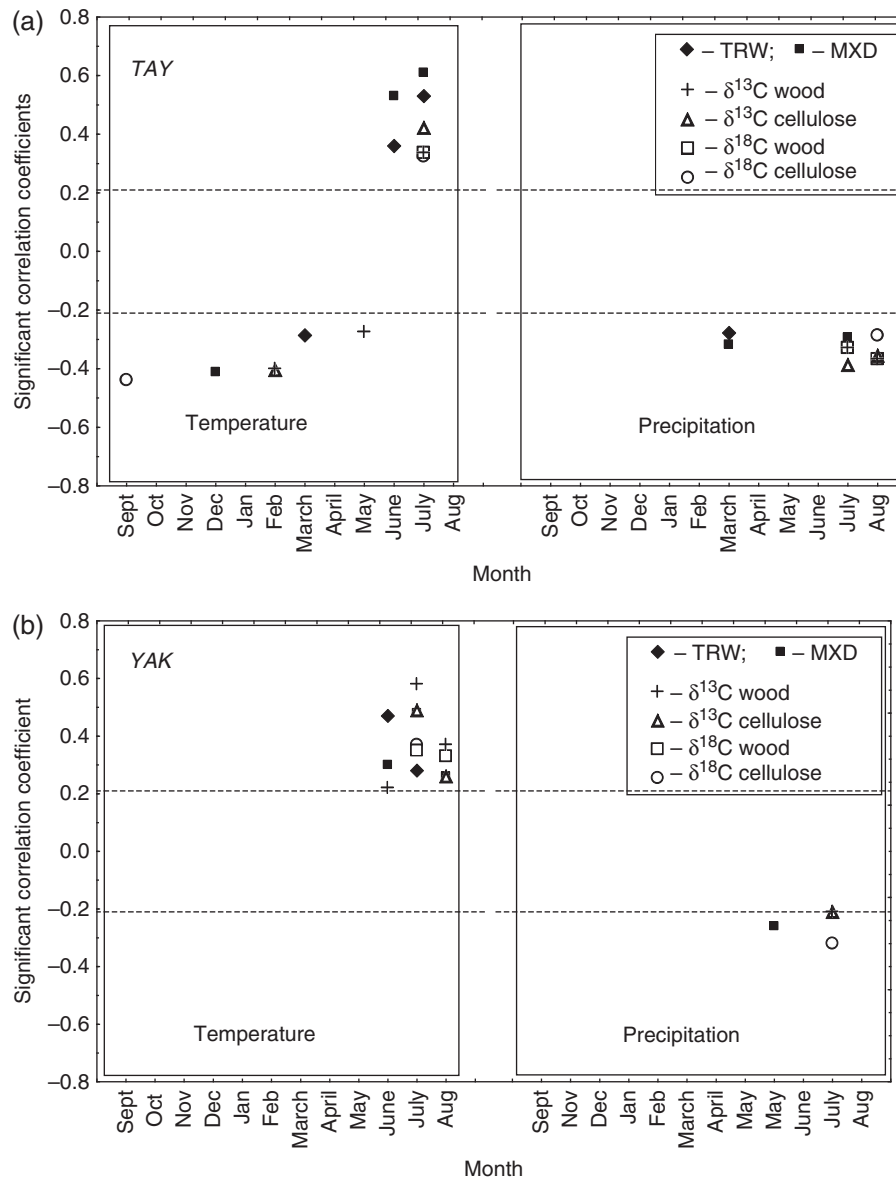 (a)
0.8
0.6
0.4
0.2
0.0
–0.2
–0.4
–0.6
–0.8
Significant correlation coefficients
TAY
Temperature
Precipitation
◆ – TRW; ■ – MXD
+ – δ¹³C wood
△ – δ¹³C cellulose
□ – δ¹⁸C wood
○ – δ¹⁸C cellulose
Sept Oct Nov Dec Jan Feb March April May June July Aug
Sept Oct Nov Dec Jan Feb March April May June July Aug
Month
(b)
0.8
0.6
0.4
0.2
0.0
–0.2
–0.4
–0.6
–0.8
Significant correlation coefficient
YAK
Temperature
Precipitation
◆ – TRW; ■ – MXD
+ – δ¹³C wood
△ – δ¹³C cellulose
□ – δ¹⁸C wood
○ – δ¹⁸C cellulose
Sept Oct Nov Dec Jan Feb March April May June July Aug
Sept Nov Dec Jan Feb March April May May June July Aug
Month